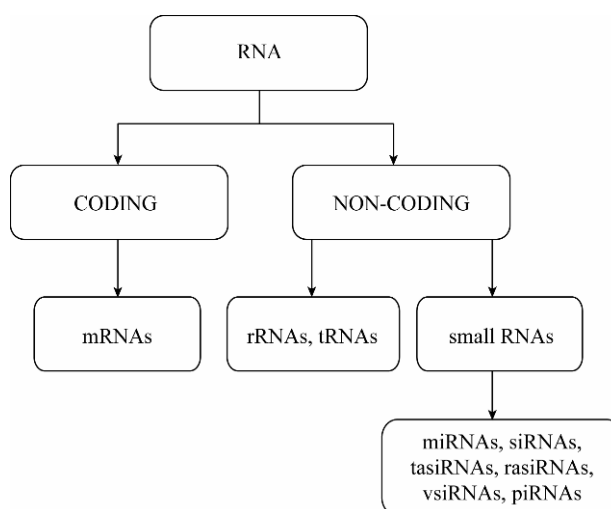 RNA
CODING
NON-CODING
mRNAs
rRNAs, tRNAs
small RNAs
miRNAs, siRNAs,
tasiRNAs, rasiRNAs,
vsiRNAs, piRNAs